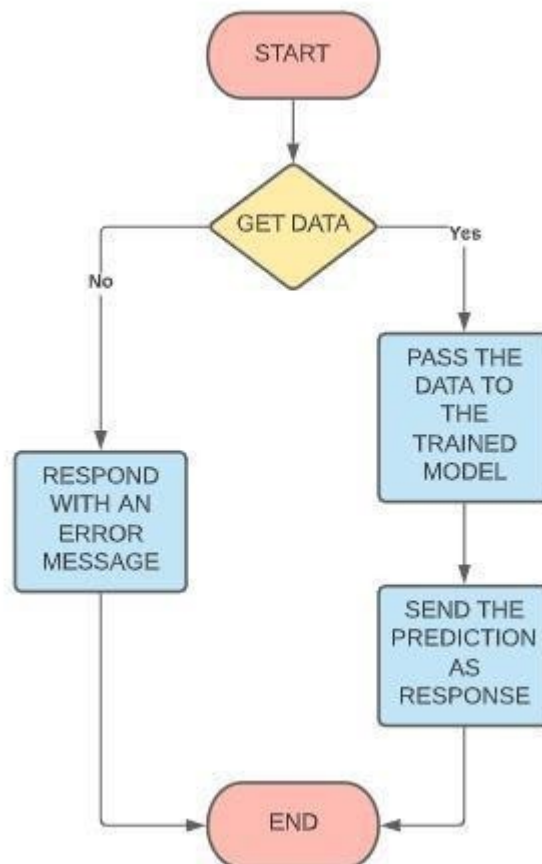 START
GET DATA
Yes
No
PASS THE
DATA TO
THE
TRAINED
MODEL
RESPOND
WITH AN
ERROR
MESSAGE
SEND THE
PREDICTION
AS
RESPONSE
END